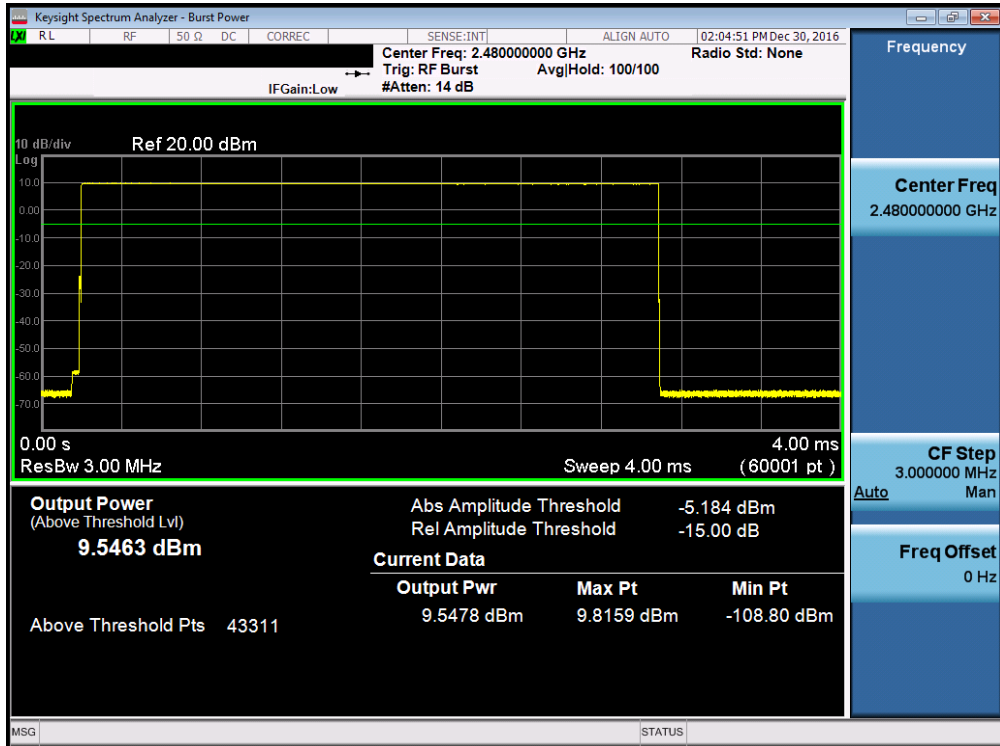 Keysight Spectrum Analyzer - Burst Power
LXI RL RF 50 Ω DC CORREC SENSE:INT ALIGN AUTO 02:04:51 PM Dec 30, 2016
Center Freq: 2.480000000 GHz Radio Std: None
Trig: RF Burst Avg|Hold: 100/100
IFGain:Low #Atten: 14 dB
10 dB/div Ref 20.00 dBm
Log
10.0
0.00
-10.0
-20.0
-30.0
-40.0
-50.0
-60.0
-70.0
0.00 s 4.00 ms
ResBw 3.00 MHz Sweep 4.00 ms (60001 pt)
Output Power
(Above Threshold Lvl)
9.5463 dBm
Above Threshold Pts 43311
Abs Amplitude Threshold -5.184 dBm
Rel Amplitude Threshold -15.00 dB
Current Data
Output Pwr Max Pt Min Pt
9.5478 dBm 9.8159 dBm -108.80 dBm
Frequency
Center Freq
2.480000000 GHz
CF Step
3.000000 MHz
Auto Man
Freq Offset
0 Hz
MSG STATUS